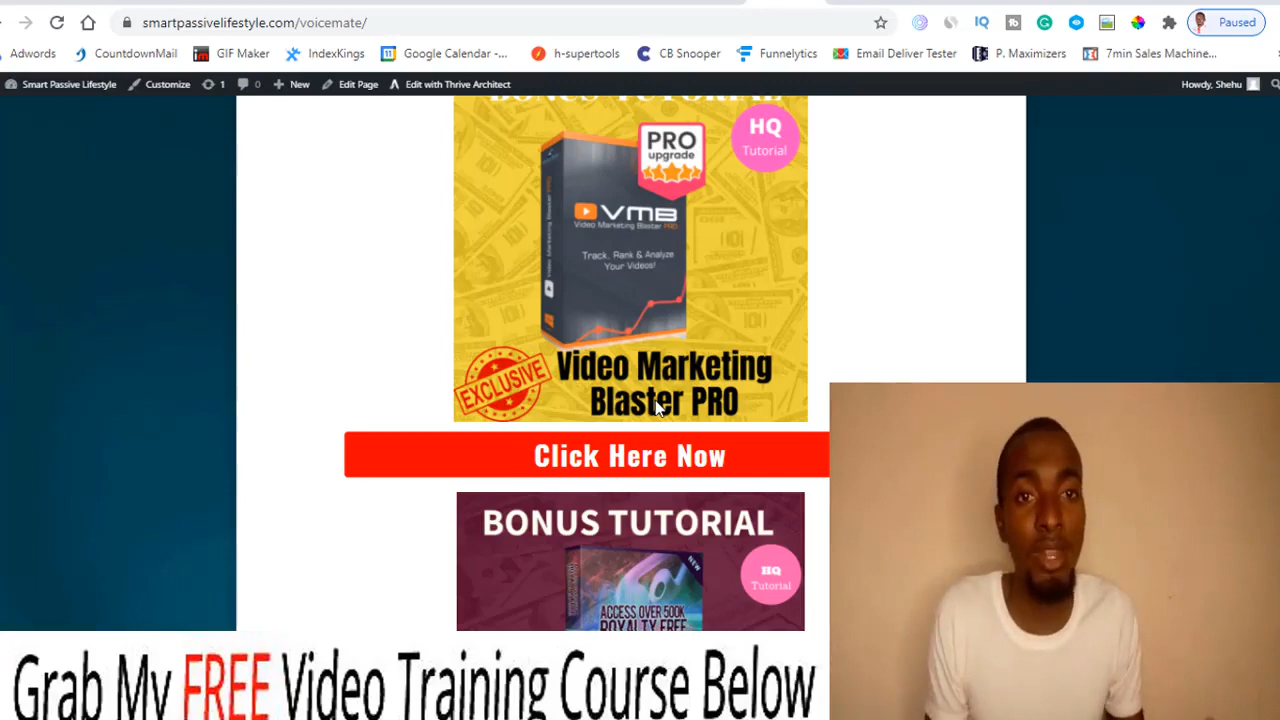 smartpassivelifestyle.com/voicemate/
Paused
Adwords CountdownMail GIF Maker IndexKings Google Calendar -... h-supertools CB Snooper Funnelytics Email Deliver Tester P. Maximizers 7min Sales Machine...
Smart Passive Lifestyle Customize 1 0 New Edit Page Edit with Thrive Architect Howdy, Shehu
BONUS TUTORIAL
HQ
Tutorial
PRO
upgrade
VMB
Video Marketing Blaster PRO
Track, Rank & Analyze
Your Videos!
EXCLUSIVE
Video Marketing
Blaster PRO
Click Here Now
BONUS TUTORIAL
HQ
Tutorial
NEW
ACCESS OVER 500K
ROYALTY FREE
Grab My FREE Video Training Course Below